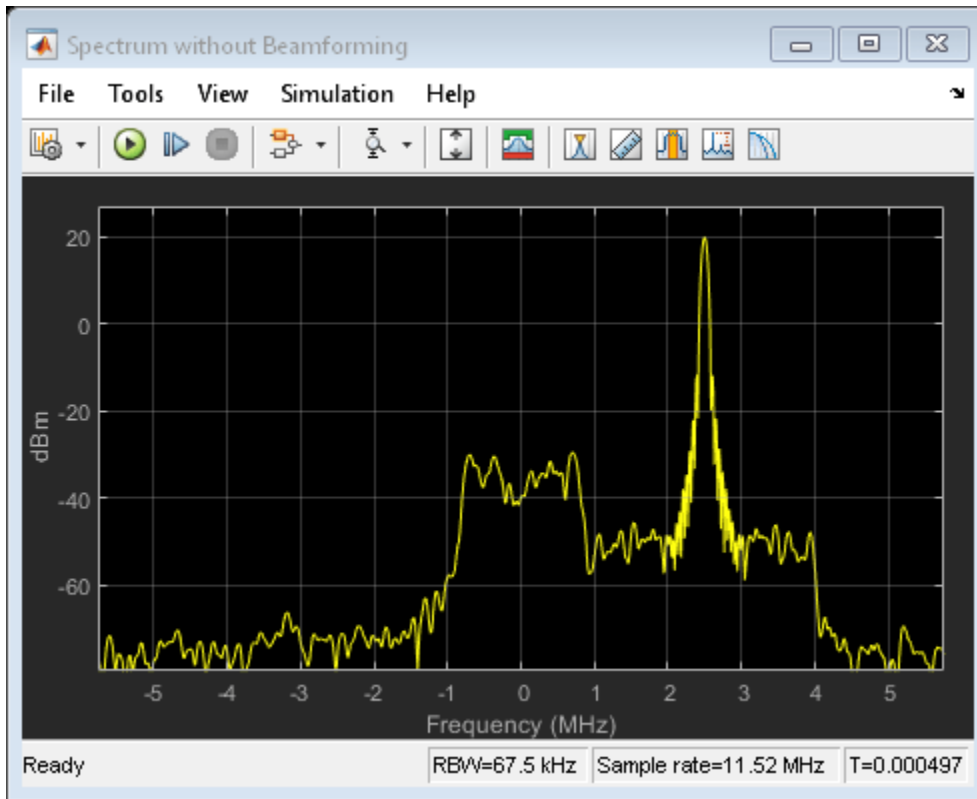 Spectrum without Beamforming
File Tools View Simulation Help
20
0
-20
-40
-60
dBm
-5 -4 -3 -2 -1 0 1 2 3 4 5
Frequency (MHz)
Ready RBW=67.5 kHz Sample rate=11.52 MHz T=0.000497